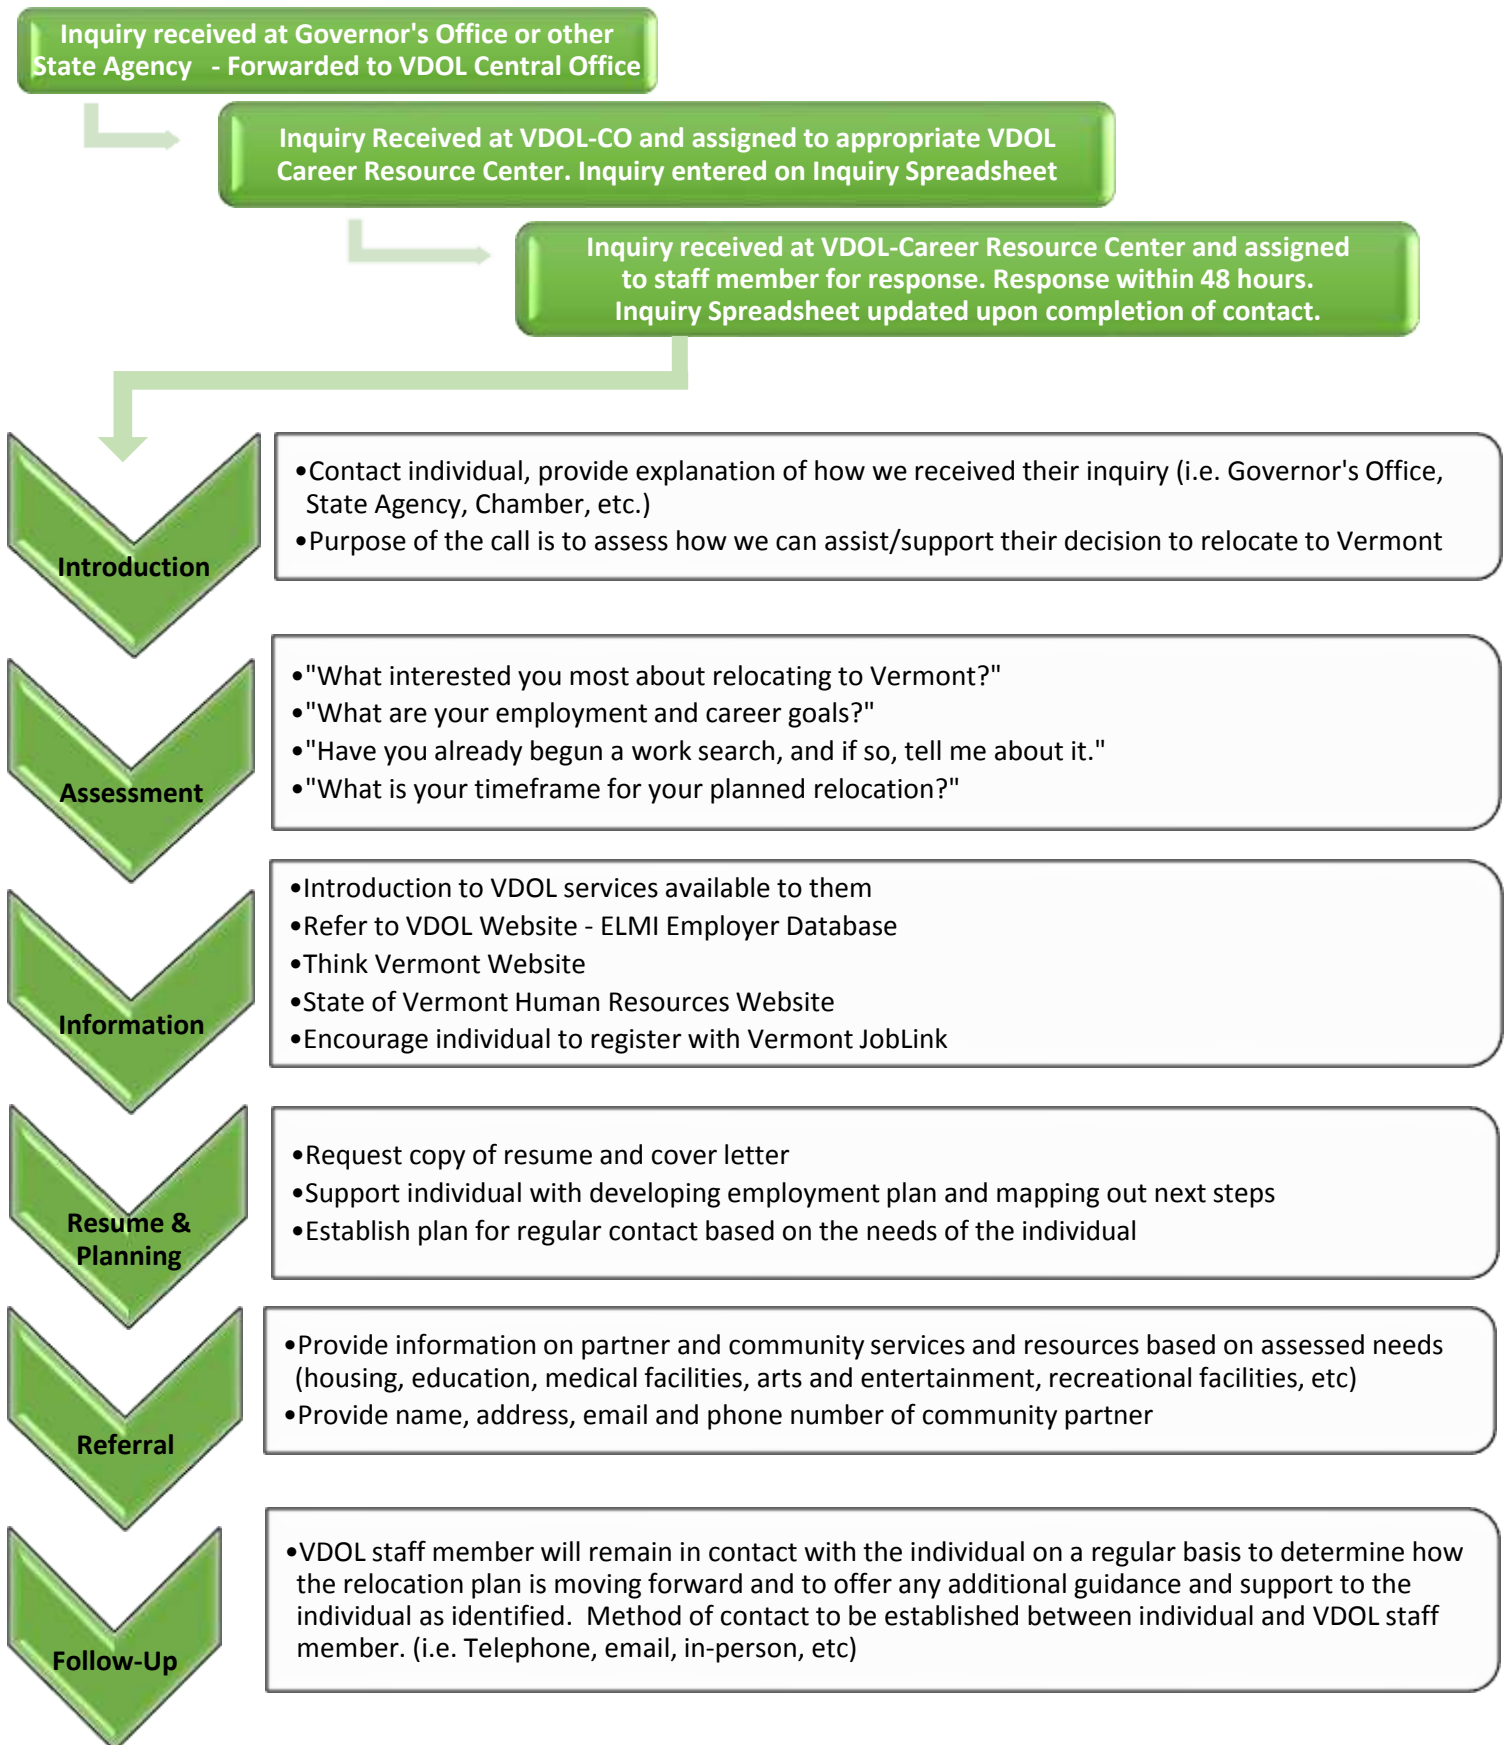 Inquiry received at Governor's Office or other
State Agency - Forwarded to VDOL Central Office
Inquiry Received at VDOL-CO and assigned to appropriate VDOL
Career Resource Center. Inquiry entered on Inquiry Spreadsheet
Inquiry received at VDOL-Career Resource Center and assigned
to staff member for response. Response within 48 hours.
Inquiry Spreadsheet updated upon completion of contact.
Introduction
•Contact individual, provide explanation of how we received their inquiry (i.e. Governor's Office,
State Agency, Chamber, etc.)
•Purpose of the call is to assess how we can assist/support their decision to relocate to Vermont
Assessment
•"What interested you most about relocating to Vermont?"
•"What are your employment and career goals?"
•"Have you already begun a work search, and if so, tell me about it."
•"What is your timeframe for your planned relocation?"
Information
•Introduction to VDOL services available to them
•Refer to VDOL Website - ELMI Employer Database
•Think Vermont Website
•State of Vermont Human Resources Website
•Encourage individual to register with Vermont JobLink
Resume &
Planning
•Request copy of resume and cover letter
•Support individual with developing employment plan and mapping out next steps
•Establish plan for regular contact based on the needs of the individual
Referral
•Provide information on partner and community services and resources based on assessed needs
(housing, education, medical facilities, arts and entertainment, recreational facilities, etc)
•Provide name, address, email and phone number of community partner
Follow-Up
•VDOL staff member will remain in contact with the individual on a regular basis to determine how
the relocation plan is moving forward and to offer any additional guidance and support to the
individual as identified.  Method of contact to be established between individual and VDOL staff
member. (i.e. Telephone, email, in-person, etc)